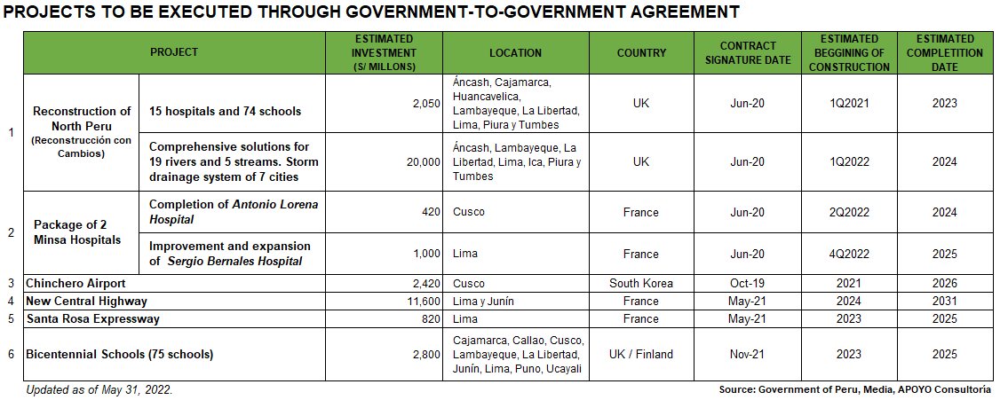 PROJECTS TO BE EXECUTED THROUGH GOVERNMENT-TO-GOVERNMENT AGREEMENT
PROJECT
ESTIMATED
INVESTMENT
(S/ MILLONS)
LOCATION
COUNTRY
CONTRACT
SIGNATURE DATE
ESTIMATED
BEGGINING OF
CONSTRUCTION
ESTIMATED
COMPLETITION
DATE
1
Reconstruction of
North Peru
(Reconstrucción con
Cambios)
15 hospitals and 74 schools
2,050
Áncash, Cajamarca,
Huancavelica,
Lambayeque, La Libertad,
Lima, Piura y Tumbes
UK
Jun-20
1Q2021
2023
Comprehensive solutions for
19 rivers and 5 streams. Storm
drainage system of 7 cities
20,000
Áncash, Lambayeque, La
Libertad, Lima, Ica, Piura y
Tumbes
UK
Jun-20
1Q2022
2024
2
Package of 2
Minsa Hospitals
Completion of Antonio Lorena
Hospital
420
Cusco
France
Jun-20
2Q2022
2024
Improvement and expansion
of Sergio Bernales Hospital
1,000
Lima
France
Jun-20
4Q2022
2025
3
Chinchero Airport
2,420
Cusco
South Korea
Oct-19
2021
2026
4
New Central Highway
11,600
Lima y Junín
France
May-21
2024
2031
5
Santa Rosa Expressway
820
Lima
France
May-21
2023
2025
6
Bicentennial Schools (75 schools)
2,800
Cajamarca, Callao, Cusco,
Lambayeque, La Libertad,
Junín, Lima, Puno, Ucayali
UK / Finland
Nov-21
2023
2025
Updated as of May 31, 2022.
Source: Government of Peru, Media, APOYO Consultoría